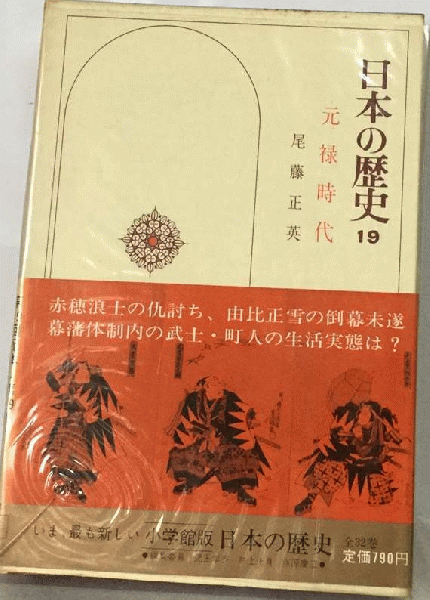 日本の歴史 19
元禄時代
尾藤正英
赤穂浪士の仇討ち、由比正雪の倒幕未遂
幕藩体制内の武士・町人の生活実態は?
いま、最も新しい 小学館版 日本の歴史 全32巻
定価790円